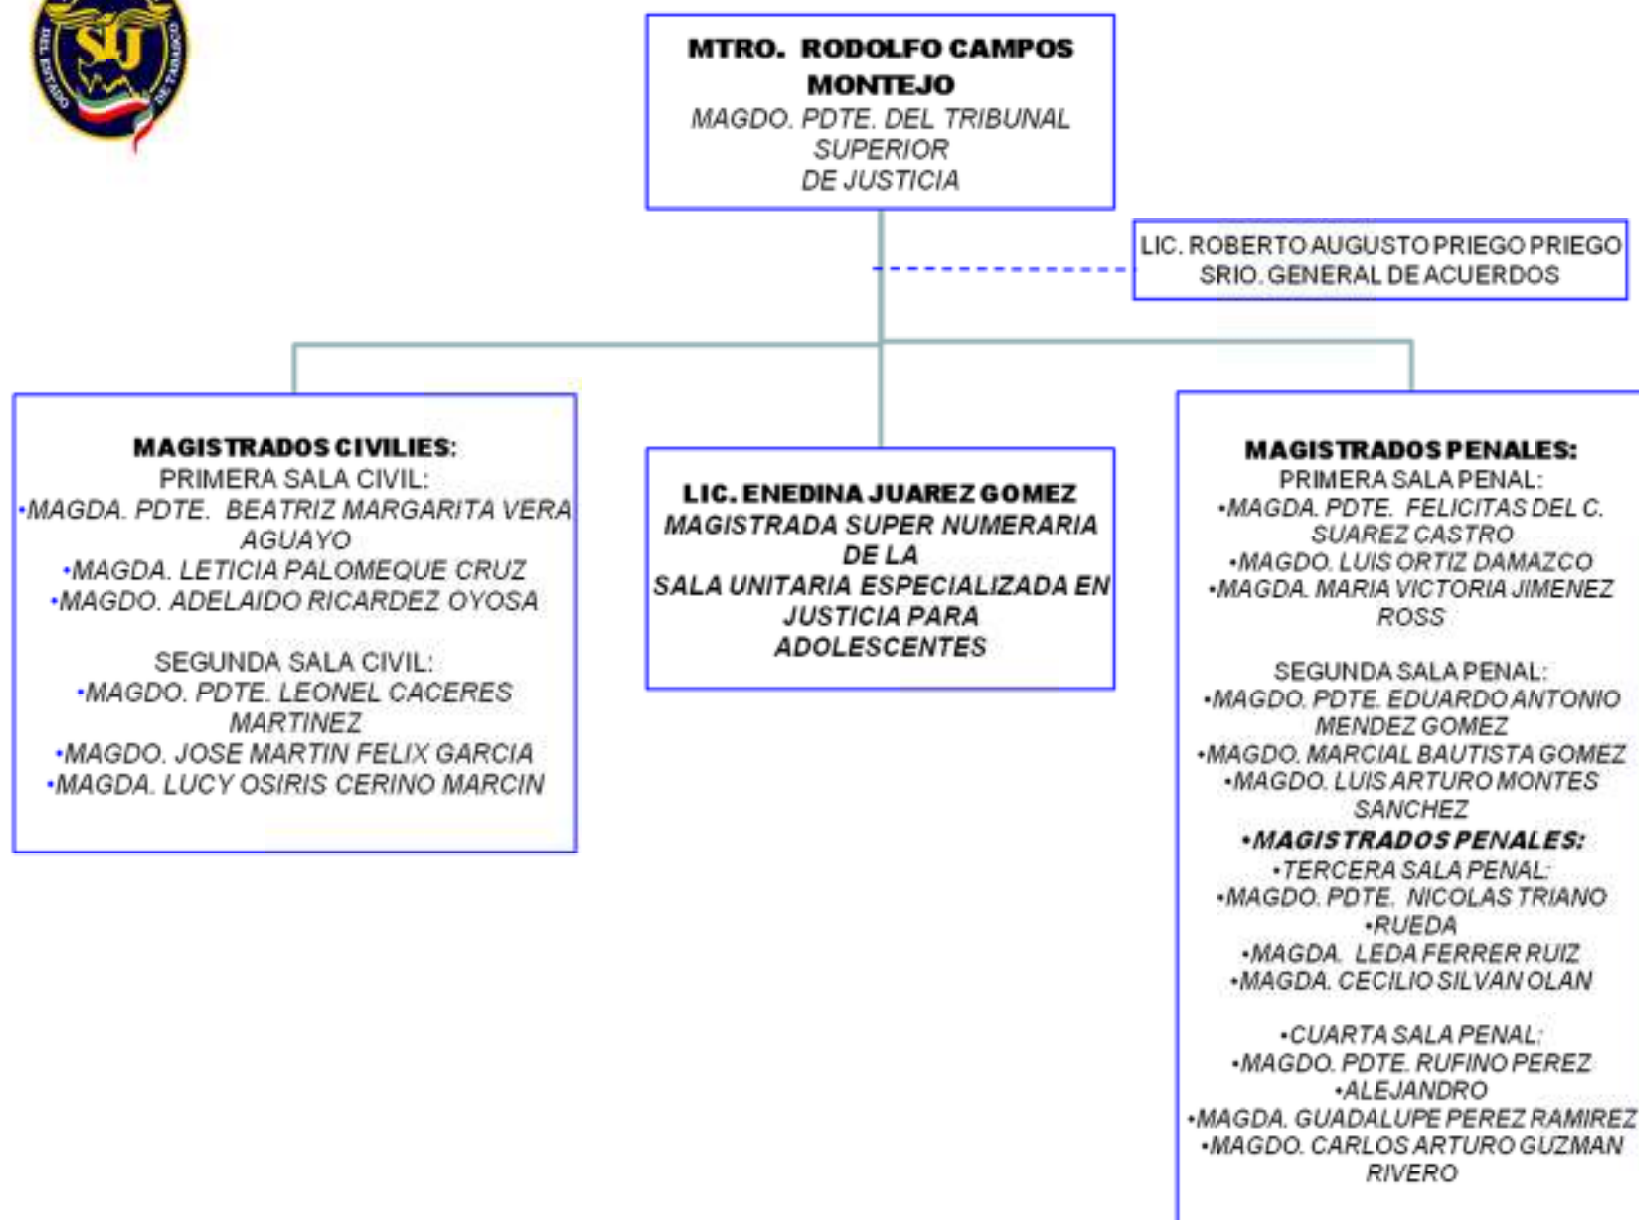 STJ
DEL ESTADO DE TABASCO
MTRO. RODOLFO CAMPOS
MONTEJO
MAGDO. PDTE. DEL TRIBUNAL
SUPERIOR
DE JUSTICIA
LIC. ROBERTO AUGUSTO PRIEGO PRIEGO
SRIO. GENERAL DE ACUERDOS
MAGISTRADOS CIVILIES:
PRIMERA SALA CIVIL:
•MAGDA. PDTE. BEATRIZ MARGARITA VERA
AGUAYO
•MAGDA. LETICIA PALOMEQUE CRUZ
•MAGDO. ADELAIDO RICARDEZ OYOSA
SEGUNDA SALA CIVIL:
•MAGDO. PDTE. LEONEL CACERES
MARTINEZ
•MAGDO. JOSE MARTIN FELIX GARCIA
•MAGDA. LUCY OSIRIS CERINO MARCIN
LIC. ENEDINA JUAREZ GOMEZ
MAGISTRADA SUPER NUMERARIA
DE LA
SALA UNITARIA ESPECIALIZADA EN
JUSTICIA PARA
ADOLESCENTES
MAGISTRADOS PENALES:
PRIMERA SALA PENAL:
•MAGDA. PDTE. FELICITAS DEL C.
SUAREZ CASTRO
•MAGDO. LUIS ORTIZ DAMAZCO
•MAGDA. MARIA VICTORIA JIMENEZ
ROSS
SEGUNDA SALA PENAL:
•MAGDO. PDTE. EDUARDO ANTONIO
MENDEZ GOMEZ
•MAGDO. MARCIAL BAUTISTA GOMEZ
•MAGDO. LUIS ARTURO MONTES
SANCHEZ
•MAGISTRADOS PENALES:
•TERCERA SALA PENAL:
•MAGDO. PDTE. NICOLAS TRIANO
•RUEDA
•MAGDA. LEDA FERRER RUIZ
•MAGDA. CECILIO SILVAN OLAN
•CUARTA SALA PENAL:
•MAGDO. PDTE. RUFINO PEREZ
•ALEJANDRO
•MAGDA. GUADALUPE PEREZ RAMIREZ
•MAGDO. CARLOS ARTURO GUZMAN
RIVERO